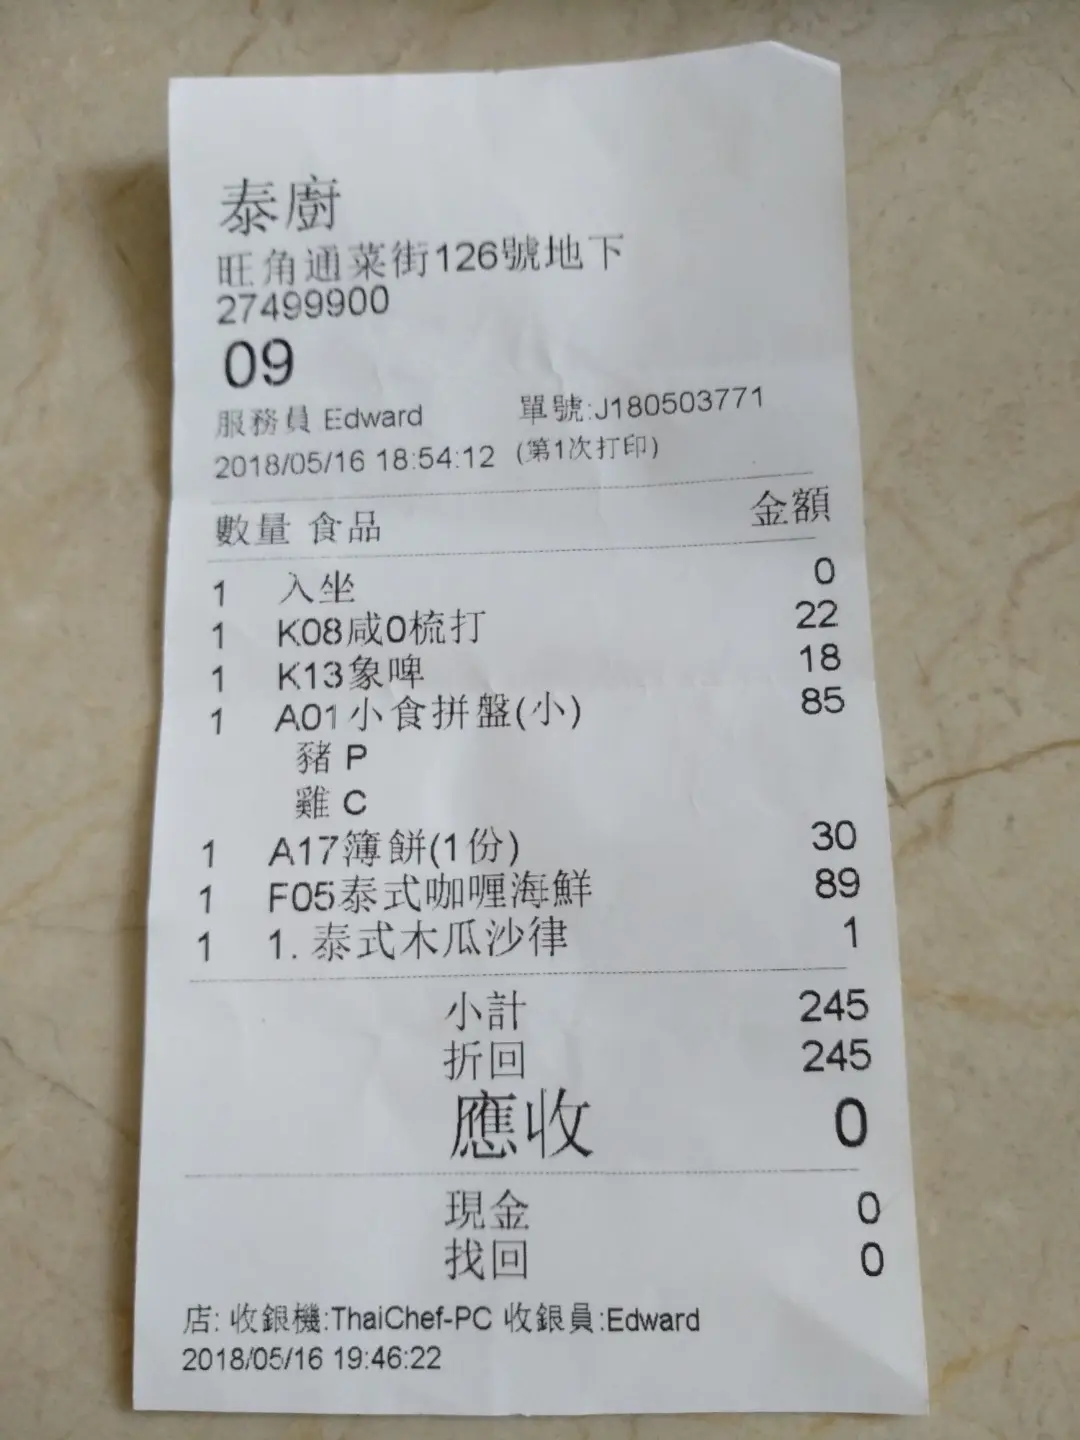 泰廚
旺角通菜街126號地下
27499900
09
服務員 Edward 單號:J180503771
2018/05/16 18:54:12 (第1次打印)
數量 食品 金額
1 入坐 0
1 K08咸0梳打 22
1 K13象啤 18
1 A01小食拼盤(小) 85
豬 P
雞 C
1 A17簿餅(1份) 30
1 F05泰式咖喱海鮮 89
1 1. 泰式木瓜沙律 1
小計 245
折回 245
應收 0
現金 0
找回 0
店: 收銀機:ThaiChef-PC 收銀員:Edward
2018/05/16 19:46:22